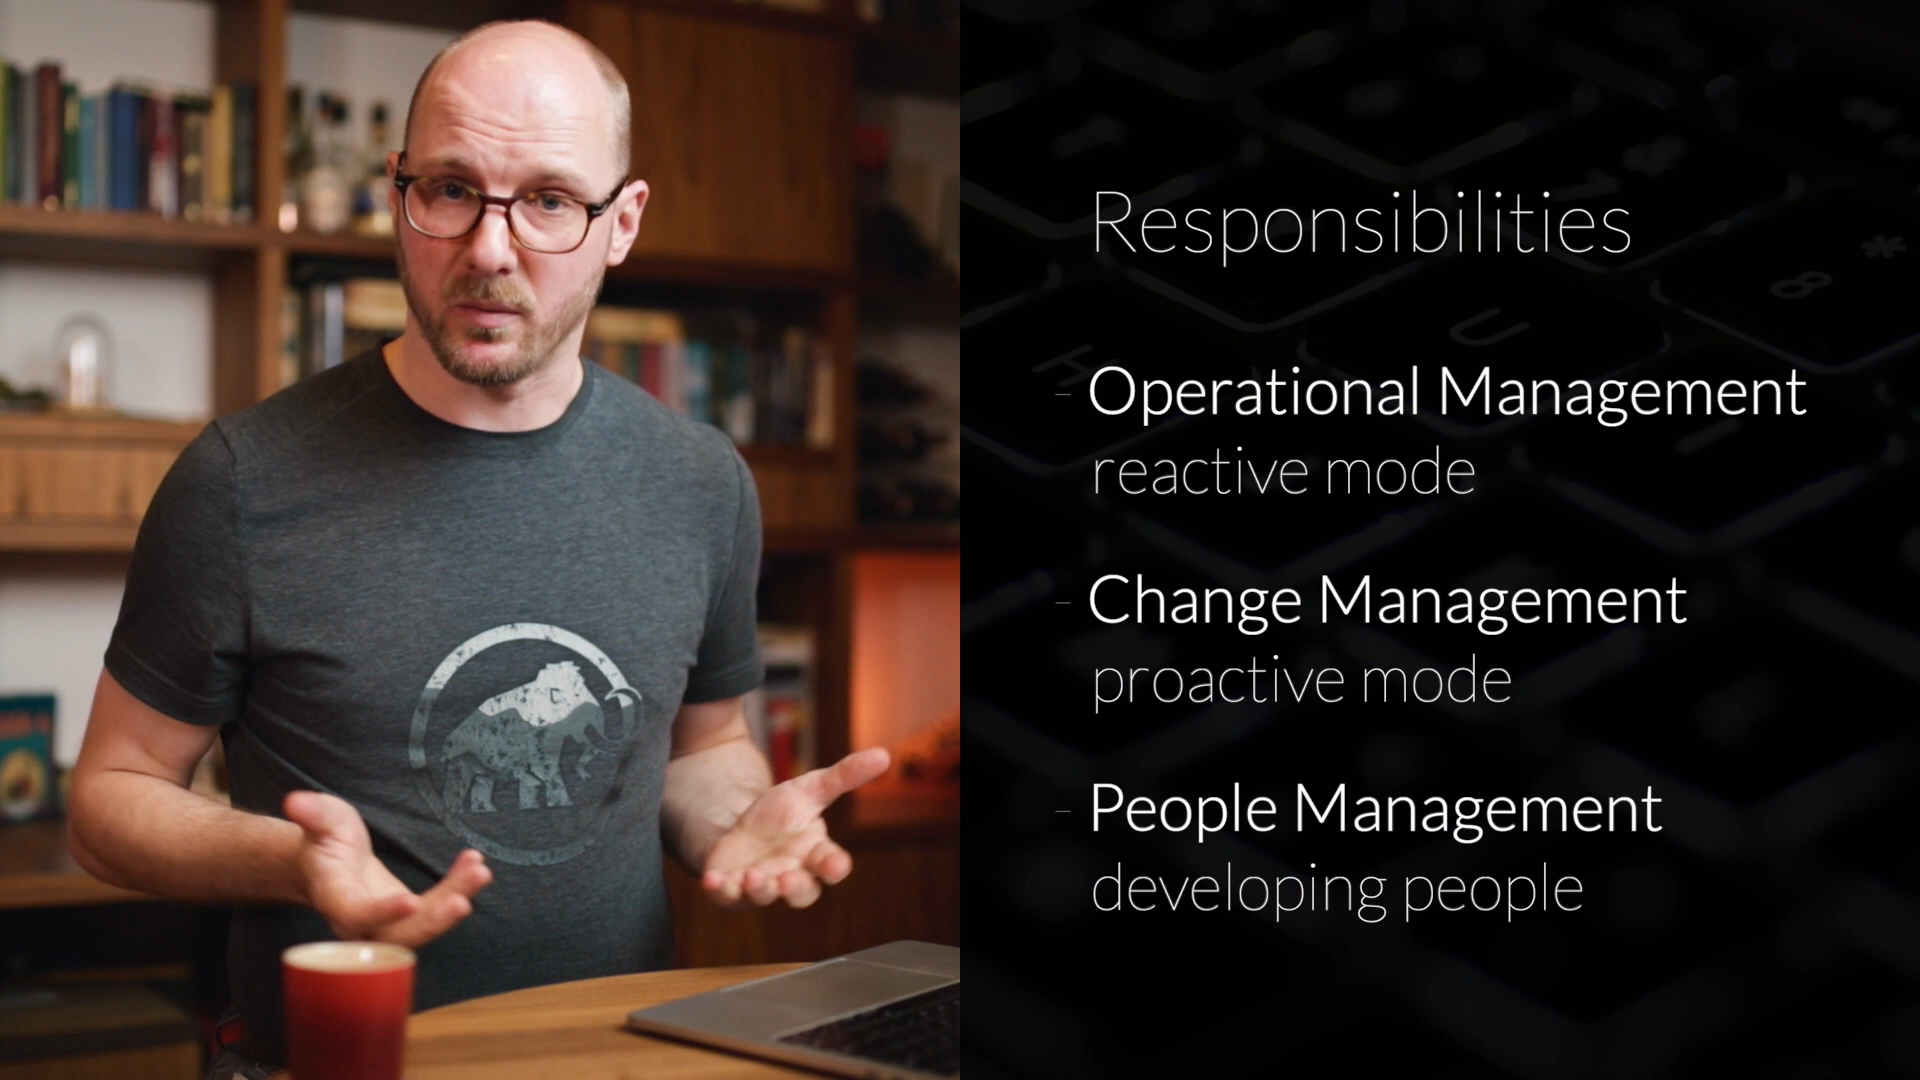 Responsibilities
- Operational Management
reactive mode
- Change Management
proactive mode
- People Management
developing people